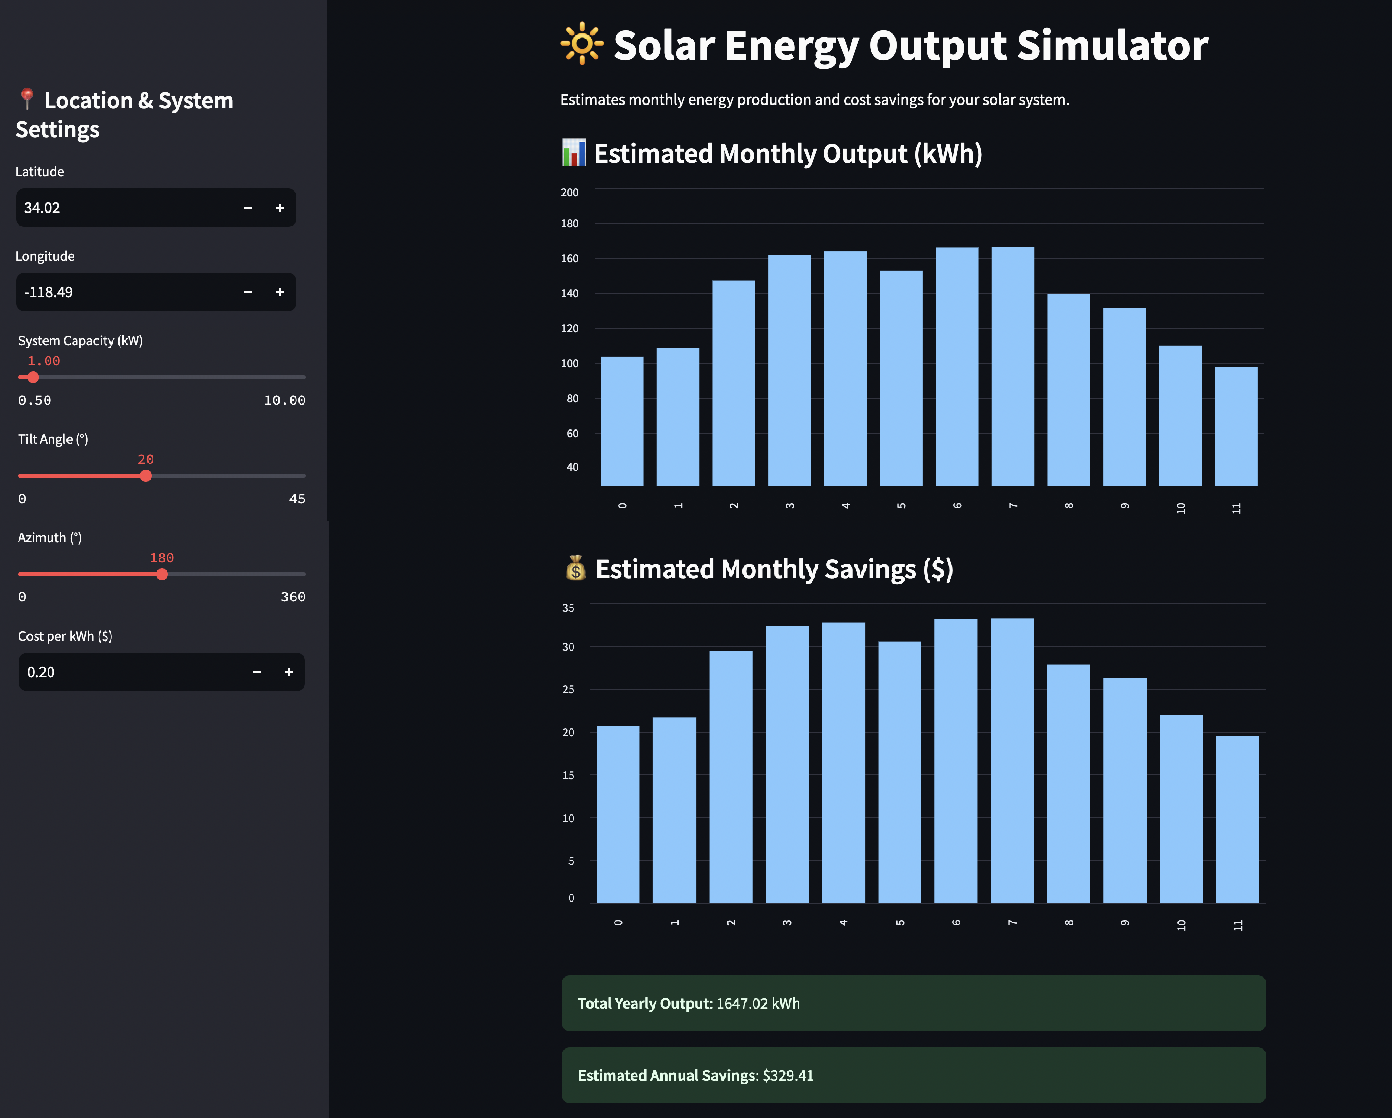 📍 Location & System
Settings
Latitude
34.02 − +
Longitude
-118.49 − +
System Capacity (kW)
1.00
0.50 10.00
Tilt Angle (°)
20
0 45
Azimuth (°)
180
0 360
Cost per kWh ($)
0.20 − +
🔆 Solar Energy Output Simulator
Estimates monthly energy production and cost savings for your solar system.
📊 Estimated Monthly Output (kWh)
200
180
160
140
120
100
80
60
40
0 1 2 3 4 5 6 7 8 9 10 11
💰 Estimated Monthly Savings ($)
35
30
25
20
15
10
5
0
0 1 2 3 4 5 6 7 8 9 10 11
Total Yearly Output: 1647.02 kWh
Estimated Annual Savings: $329.41